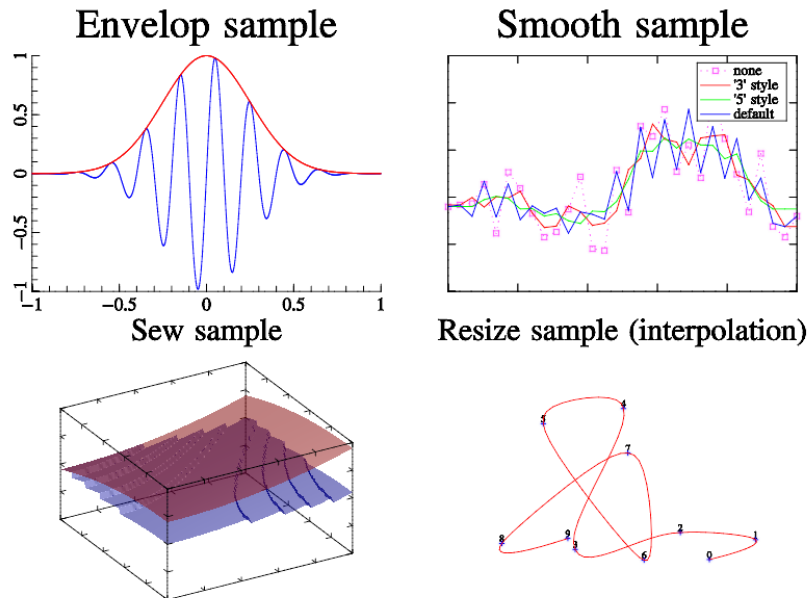 Envelop sample
1
0.5
0
−0.5
−1
−1
−0.5
0
0.5
1
Smooth sample
none
'3' style
'5' style
default
Sew sample
Resize sample (interpolation)
5
4
7
8
9
3
2
1
6
0